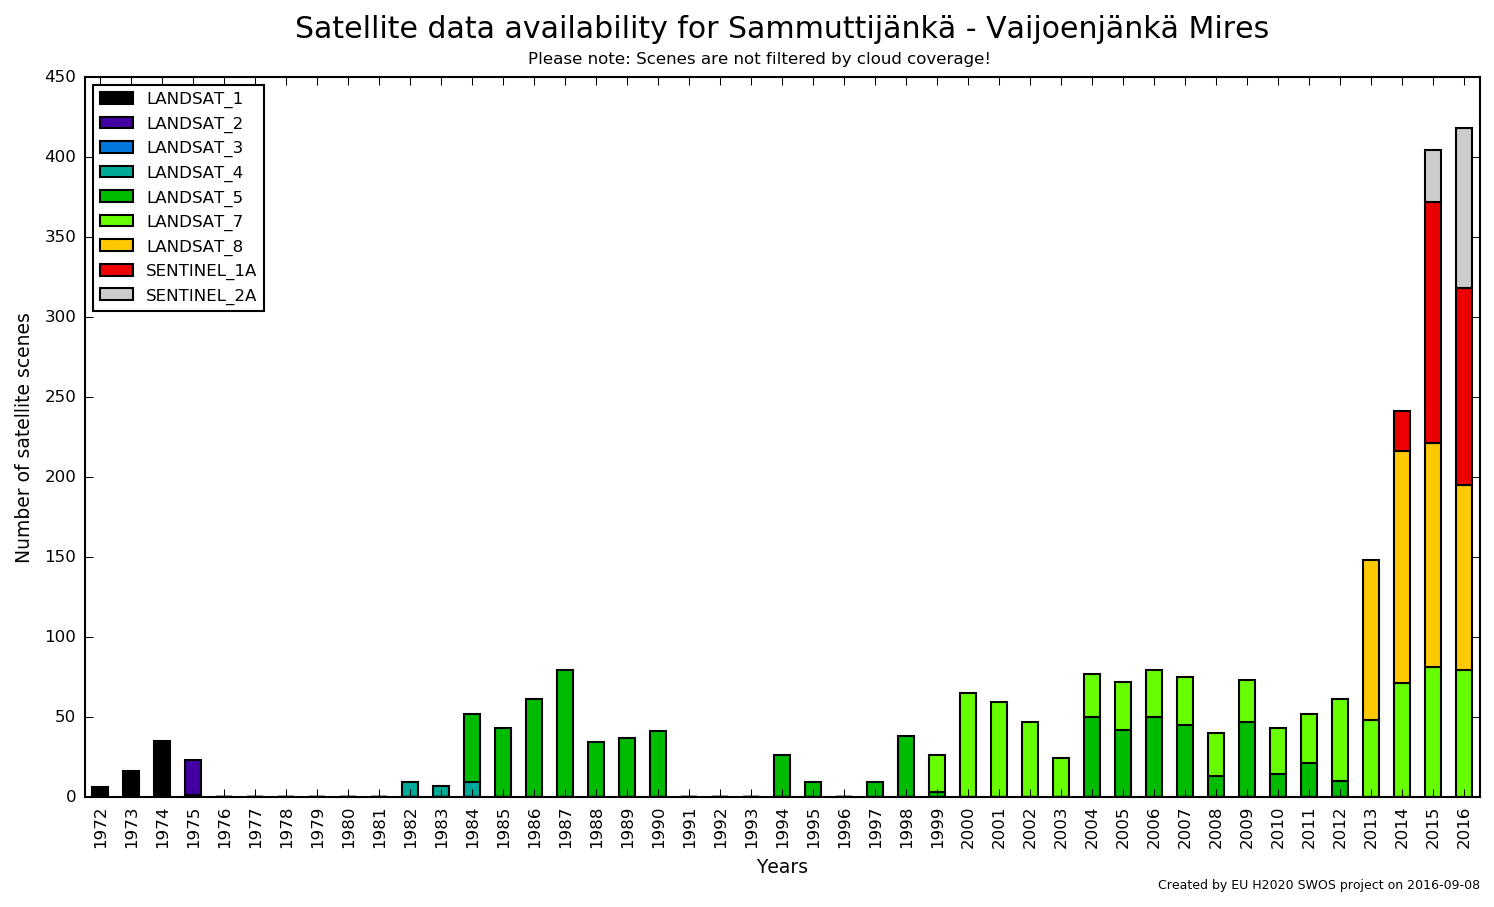 Satellite data availability for Sammuttijänkä - Vaijoenjänkä Mires
Please note: Scenes are not filtered by cloud coverage!
450
400
350
300
250
200
150
100
50
0
Number of satellite scenes
LANDSAT_1
LANDSAT_2
LANDSAT_3
LANDSAT_4
LANDSAT_5
LANDSAT_7
LANDSAT_8
SENTINEL_1A
SENTINEL_2A
1972 1973 1974 1975 1976 1977 1978 1979 1980 1981 1982 1983 1984 1985 1986 1987 1988 1989 1990 1991 1992 1993 1994 1995 1996 1997 1998 1999 2000 2001 2002 2003 2004 2005 2006 2007 2008 2009 2010 2011 2012 2013 2014 2015 2016
Years
Created by EU H2020 SWOS project on 2016-09-08